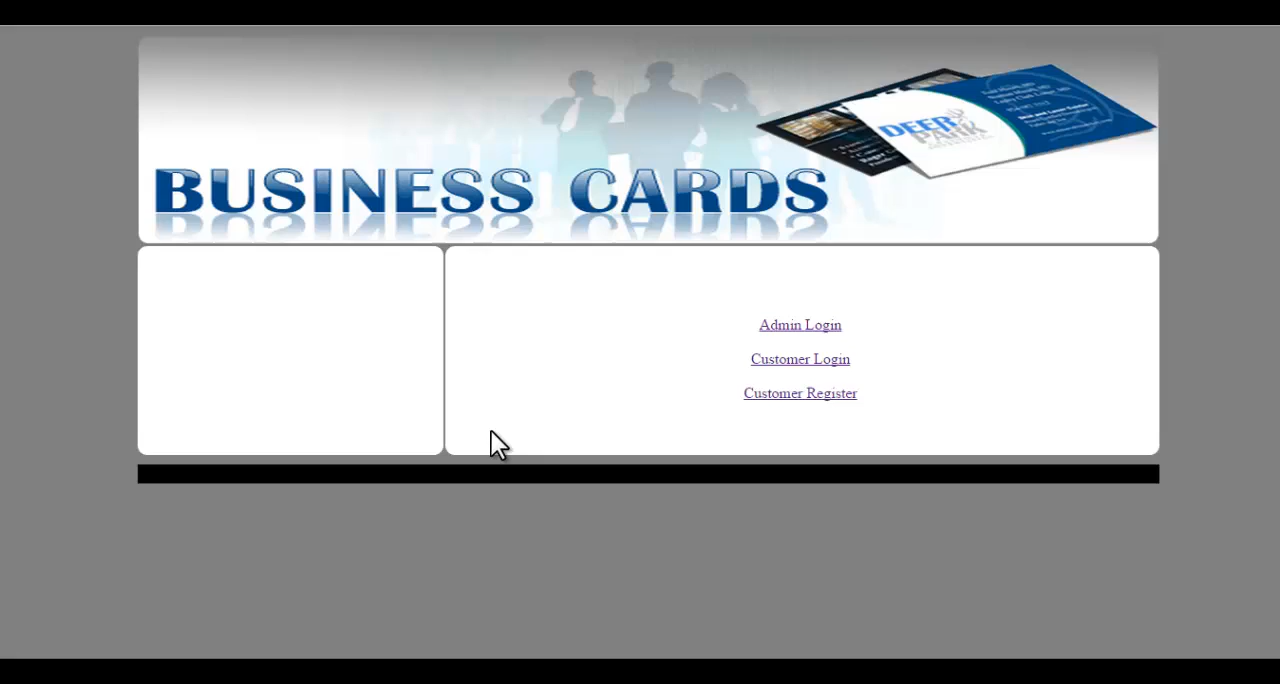 BUSINESS CARDS
DEER
PARK
Admin Login
Customer Login
Customer Register